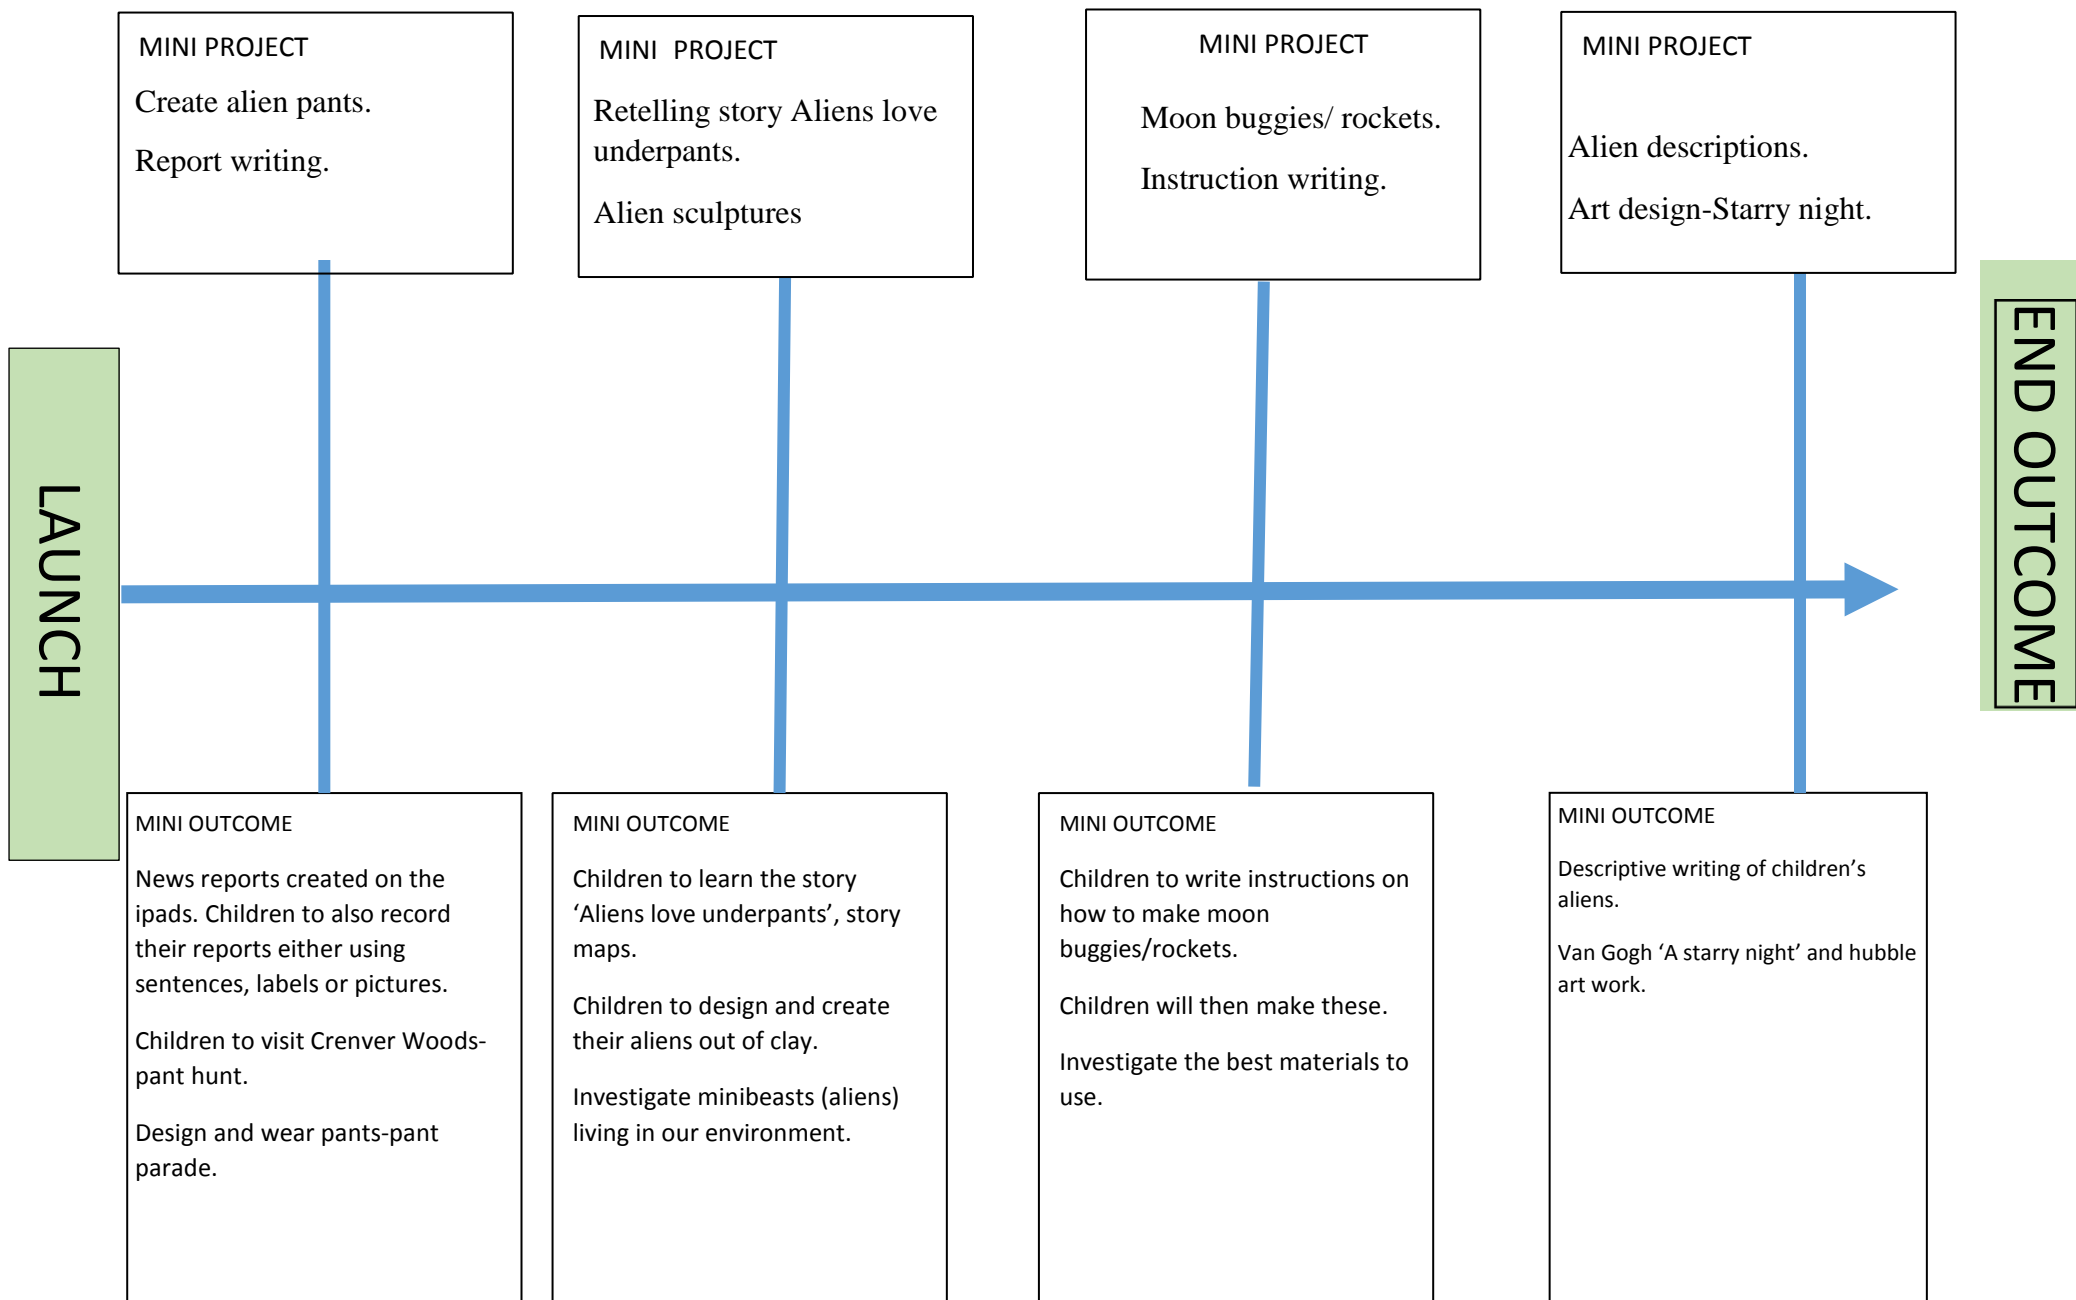 MINI PROJECT
Create alien pants.
Report writing.
MINI PROJECT
Retelling story Aliens love
underpants.
Alien sculptures
MINI PROJECT
Moon buggies/ rockets.
Instruction writing.
MINI PROJECT
Alien descriptions.
Art design-Starry night.
LAUNCH
END OUTCOME
MINI OUTCOME
News reports created on the
ipads. Children to also record
their reports either using
sentences, labels or pictures.
Children to visit Crenver Woods-
pant hunt.
Design and wear pants-pant
parade.
MINI OUTCOME
Children to learn the story
‘Aliens love underpants’, story
maps.
Children to design and create
their aliens out of clay.
Investigate minibeasts (aliens)
living in our environment.
MINI OUTCOME
Children to write instructions on
how to make moon
buggies/rockets.
Children will then make these.
Investigate the best materials to
use.
MINI OUTCOME
Descriptive writing of children’s
aliens.
Van Gogh ‘A starry night’ and hubble
art work.